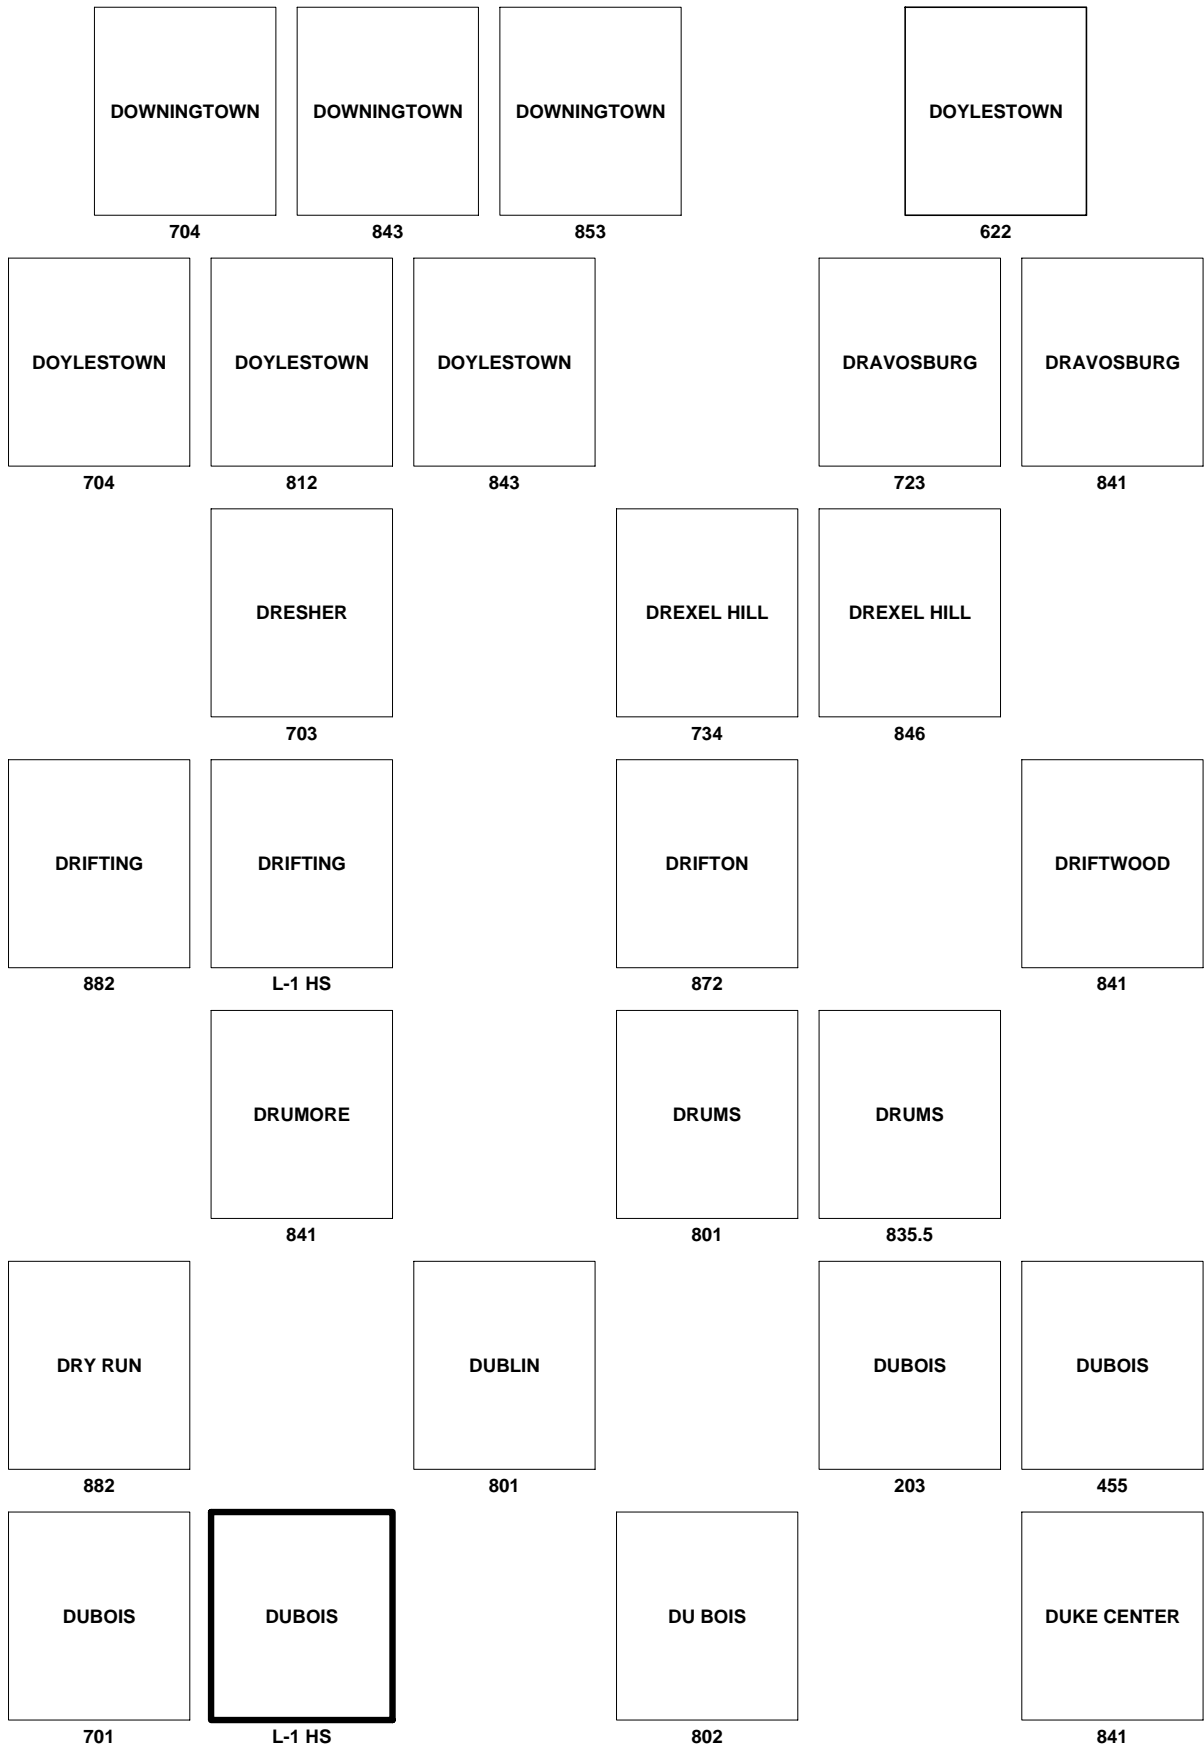 DOWNINGTOWN DOWNINGTOWN DOWNINGTOWN DOYLESTOWN
704 843 853 622
DOYLESTOWN DOYLESTOWN DOYLESTOWN DRAVOSBURG DRAVOSBURG
704 812 843 723 841
DRESHER DREXEL HILL DREXEL HILL
703 734 846
DRIFTING DRIFTING DRIFTON DRIFTWOOD
882 L-1 HS 872 841
DRUMORE DRUMS DRUMS
841 801 835.5
DRY RUN DUBLIN DUBOIS DUBOIS
882 801 203 455
DUBOIS DUBOIS DU BOIS DUKE CENTER
701 L-1 HS 802 841